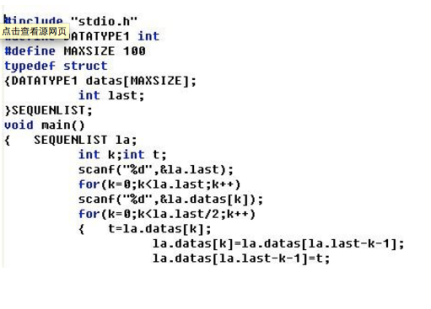 #include "stdio.h"
点击查看源网页
#define DATATYPE1 int
#define MAXSIZE 100
typedef struct
{DATATYPE1 datas[MAXSIZE];
int last;
}SEQUENLIST;
void main()
{ SEQUENLIST la;
int k;int t;
scanf("%d",&la.last);
for(k=0;k<la.last;k++)
scanf("%d",&la.datas[k]);
for(k=0;k<la.last/2;k++)
{ t=la.datas[k];
la.datas[k]=la.datas[la.last-k-1];
la.datas[la.last-k-1]=t;